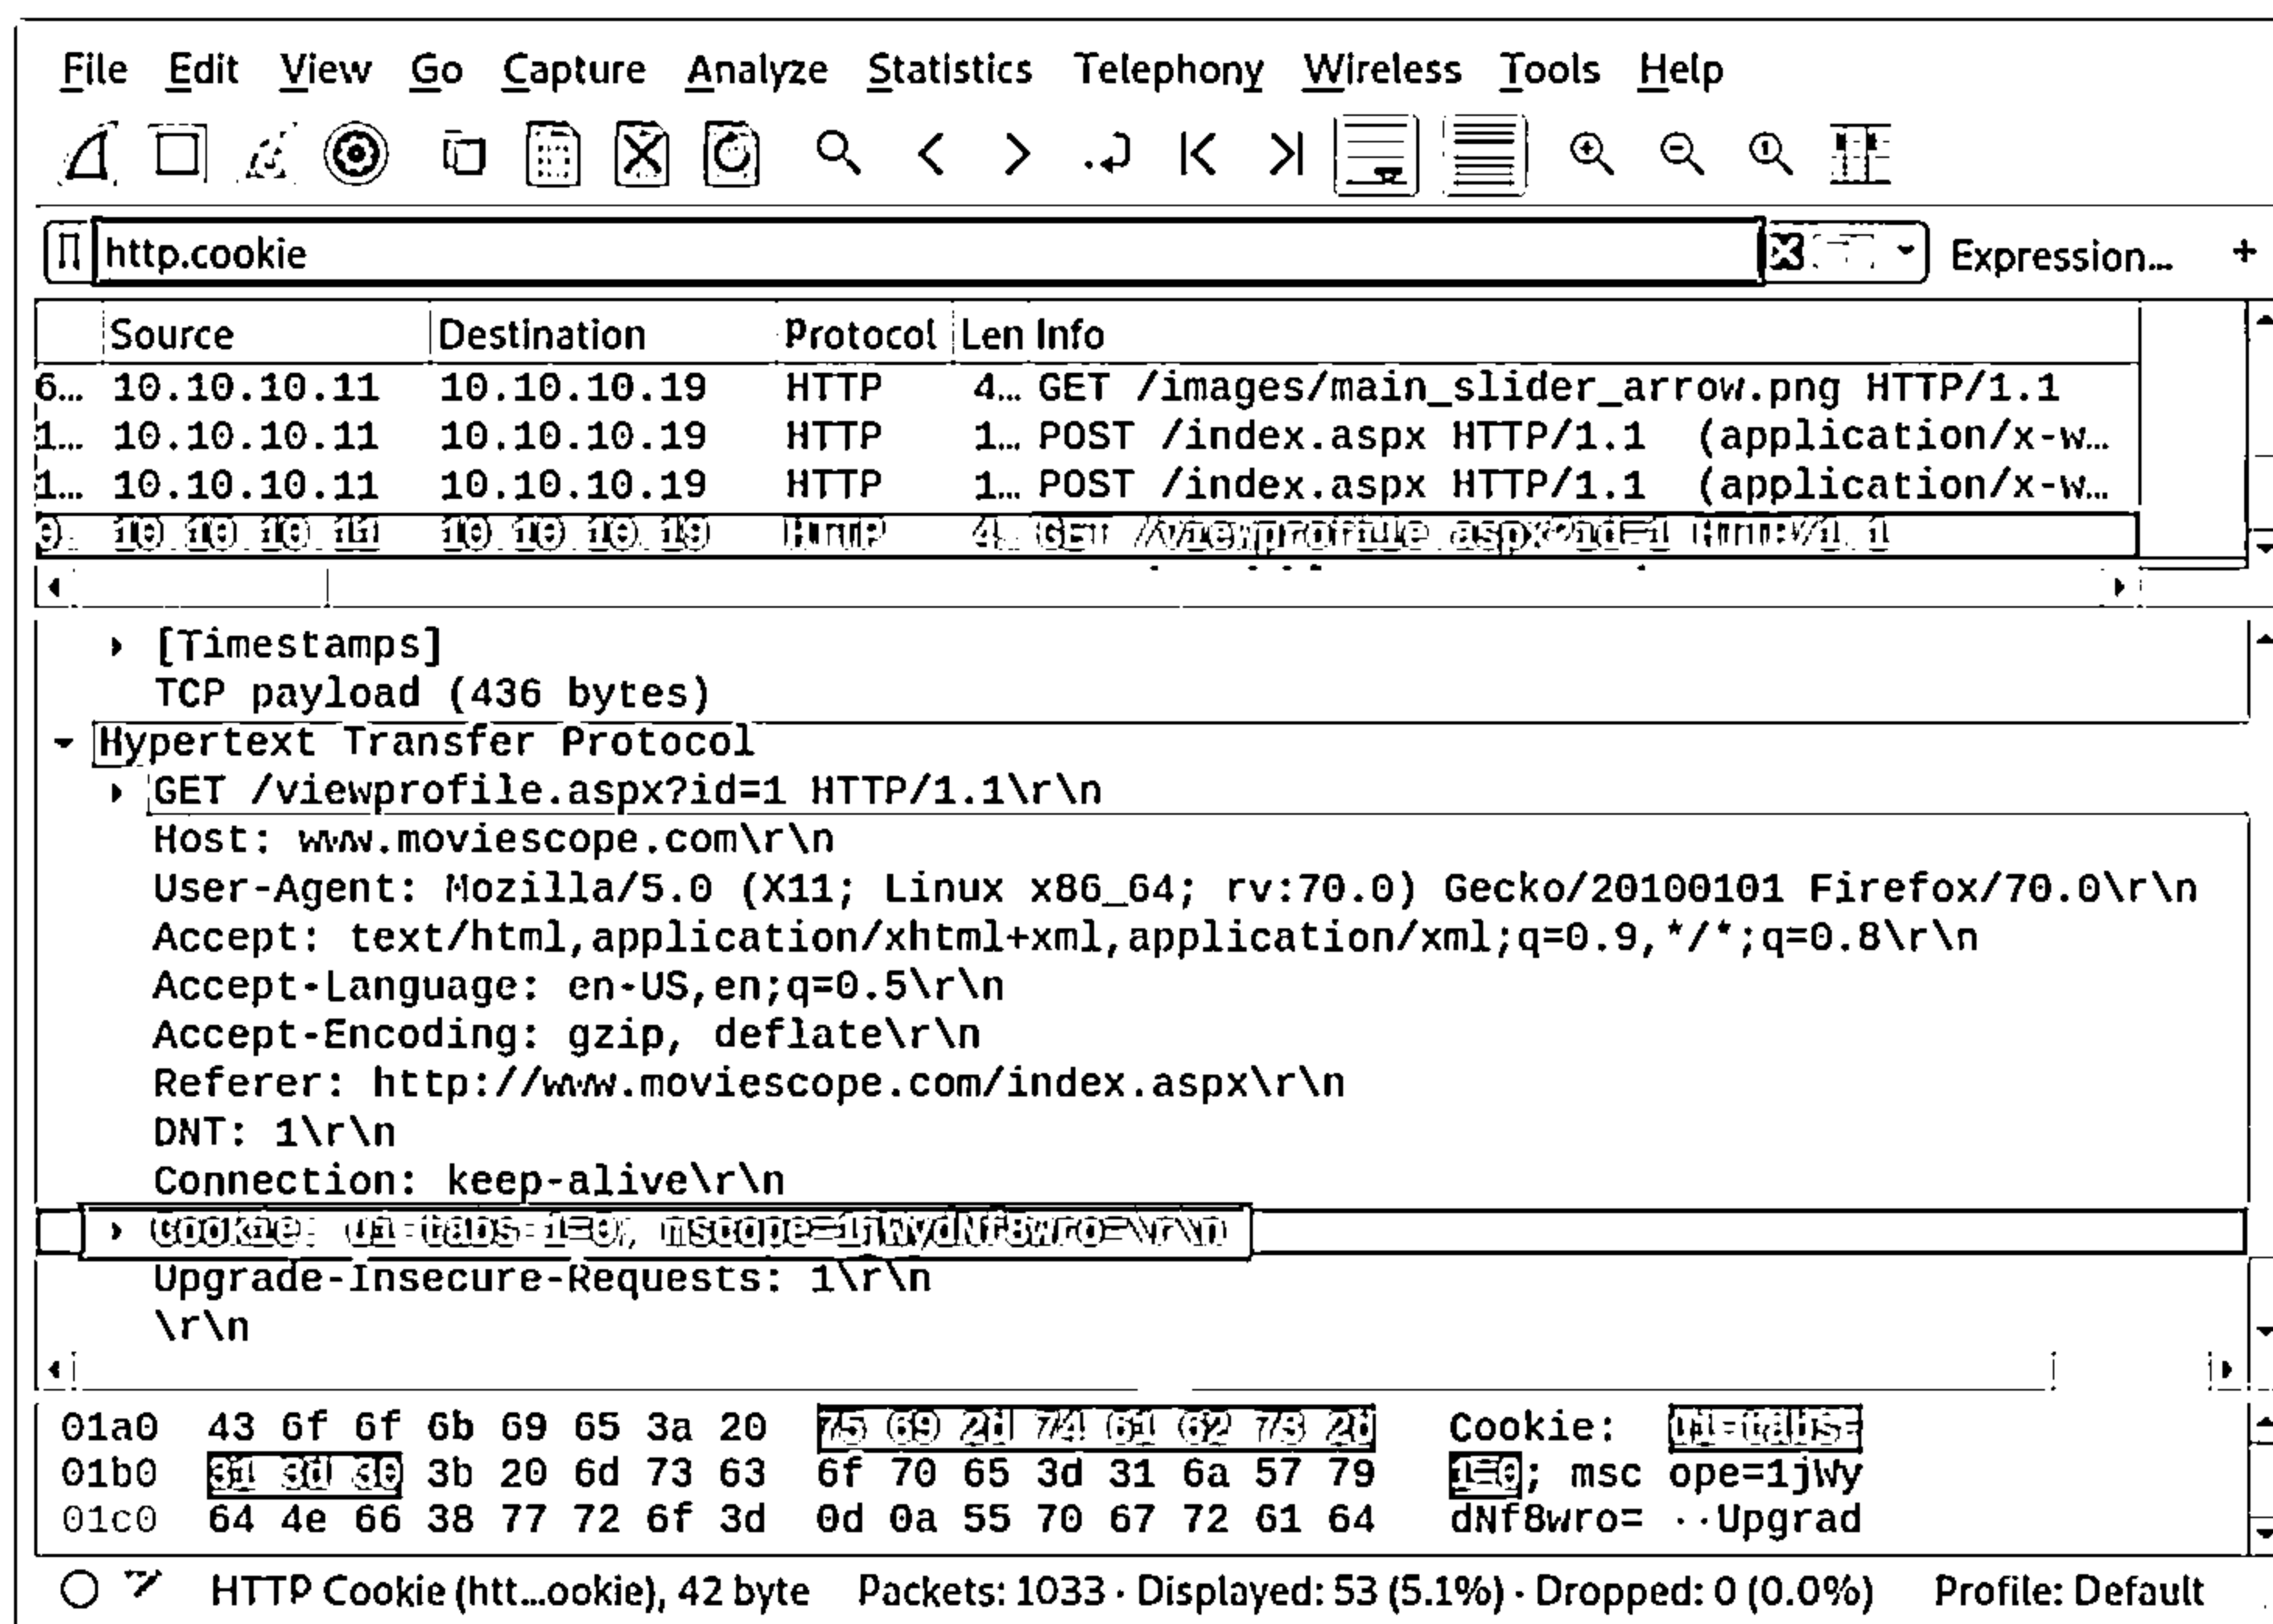 File Edit View Go Capture Analyze Statistics Telephony Wireless Tools Help
http.cookie Expression... +
Source Destination Protocol Len Info
6... 10.10.10.11 10.10.10.19 HTTP 4... GET /images/main_slider_arrow.png HTTP/1.1
1... 10.10.10.11 10.10.10.19 HTTP 1... POST /index.aspx HTTP/1.1 (application/x-w...
1... 10.10.10.11 10.10.10.19 HTTP 1... POST /index.aspx HTTP/1.1 (application/x-w...
9.. 10.10.10.11 10.10.10.19 HTTP 4... GET /viewprofile.aspx?id=1 HTTP/1.1
[Timestamps]
TCP payload (436 bytes)
Hypertext Transfer Protocol
GET /viewprofile.aspx?id=1 HTTP/1.1\r\n
Host: www.moviescope.com\r\n
User-Agent: Mozilla/5.0 (X11; Linux x86_64; rv:70.0) Gecko/20100101 Firefox/70.0\r\n
Accept: text/html,application/xhtml+xml,application/xml;q=0.9,*/*;q=0.8\r\n
Accept-Language: en-US,en;q=0.5\r\n
Accept-Encoding: gzip, deflate\r\n
Referer: http://www.moviescope.com/index.aspx\r\n
DNT: 1\r\n
Connection: keep-alive\r\n
Cookie: ui-tabs-1=0; mscope=1jWydNf8wro=\r\n
Upgrade-Insecure-Requests: 1\r\n
\r\n
01a0 43 6f 6f 6b 69 65 3a 20 75 69 2d 74 61 62 73 2d Cookie: ui-tabs-
01b0 31 3d 30 3b 20 6d 73 63 6f 70 65 3d 31 6a 57 79 1=0; msc ope=1jWy
01c0 64 4e 66 38 77 72 6f 3d 0d 0a 55 70 67 72 61 64 dNf8wro= ··Upgrad
HTTP Cookie (htt...ookie), 42 byte Packets: 1033 · Displayed: 53 (5.1%) · Dropped: 0 (0.0%) Profile: Default